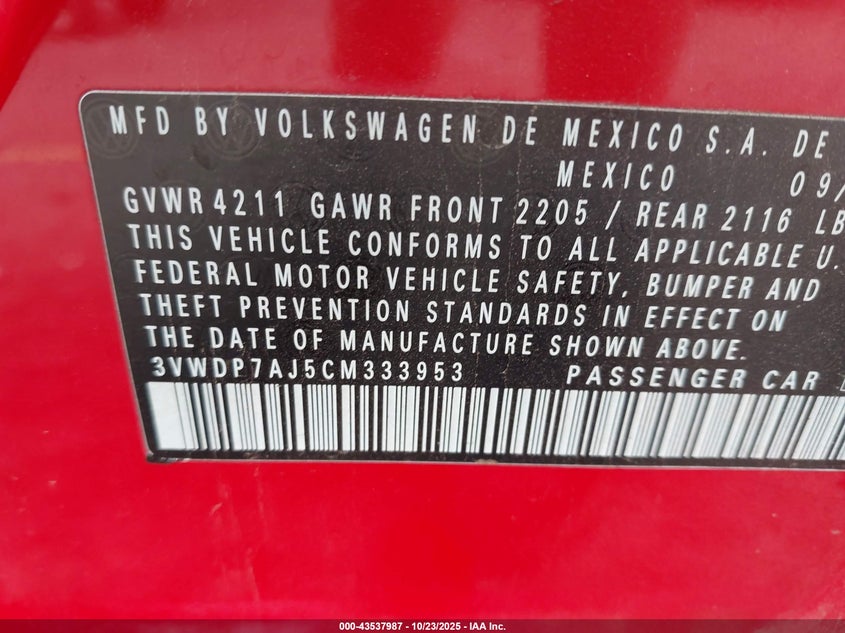 MFD BY VOLKSWAGEN DE MEXICO S.A. DE
MEXICO 09/
GVWR 4211 GAWR FRONT 2205 / REAR 2116 LB
THIS VEHICLE CONFORMS TO ALL APPLICABLE U.
FEDERAL MOTOR VEHICLE SAFETY, BUMPER AND
THEFT PREVENTION STANDARDS IN EFFECT ON
THE DATE OF MANUFACTURE SHOWN ABOVE.
3VWDP7AJ5CM333953 PASSENGER CAR
000-43537987 - 10/23/2025 - IAA Inc.